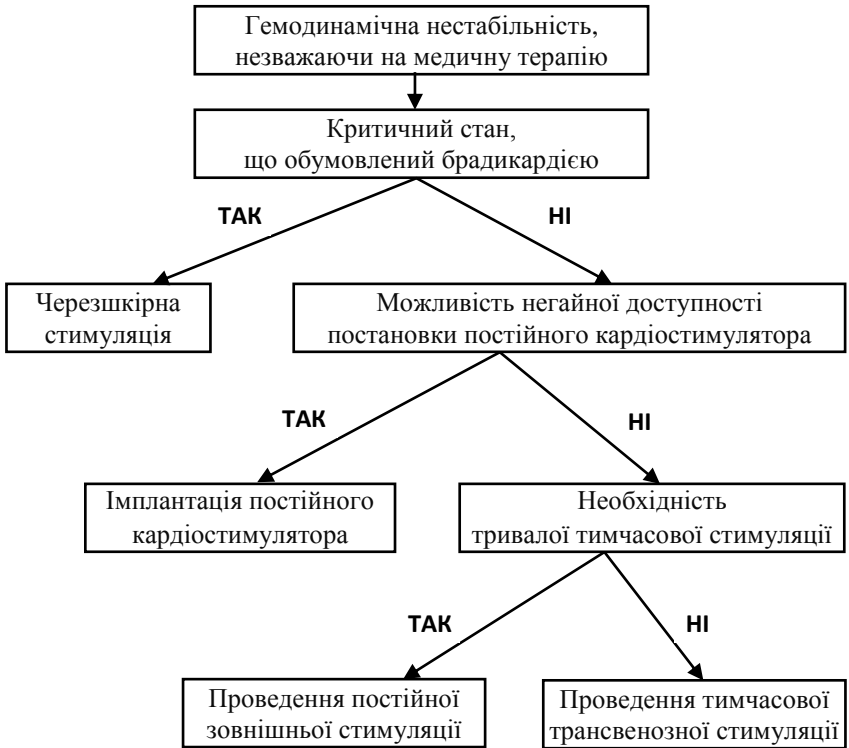 Гемодинамічна нестабільність,
незважаючи на медичну терапію
Критичний стан,
що обумовлений брадикардією
ТАК
НІ
Черезшкірна
стимуляція
Можливість негайної доступності
постановки постійного кардіостимулятора
ТАК
НІ
Імплантація постійного
кардіостимулятора
Необхідність
тривалої тимчасової стимуляції
ТАК
НІ
Проведення постійної
зовнішньої стимуляції
Проведення тимчасової
трансвенозної стимуляції